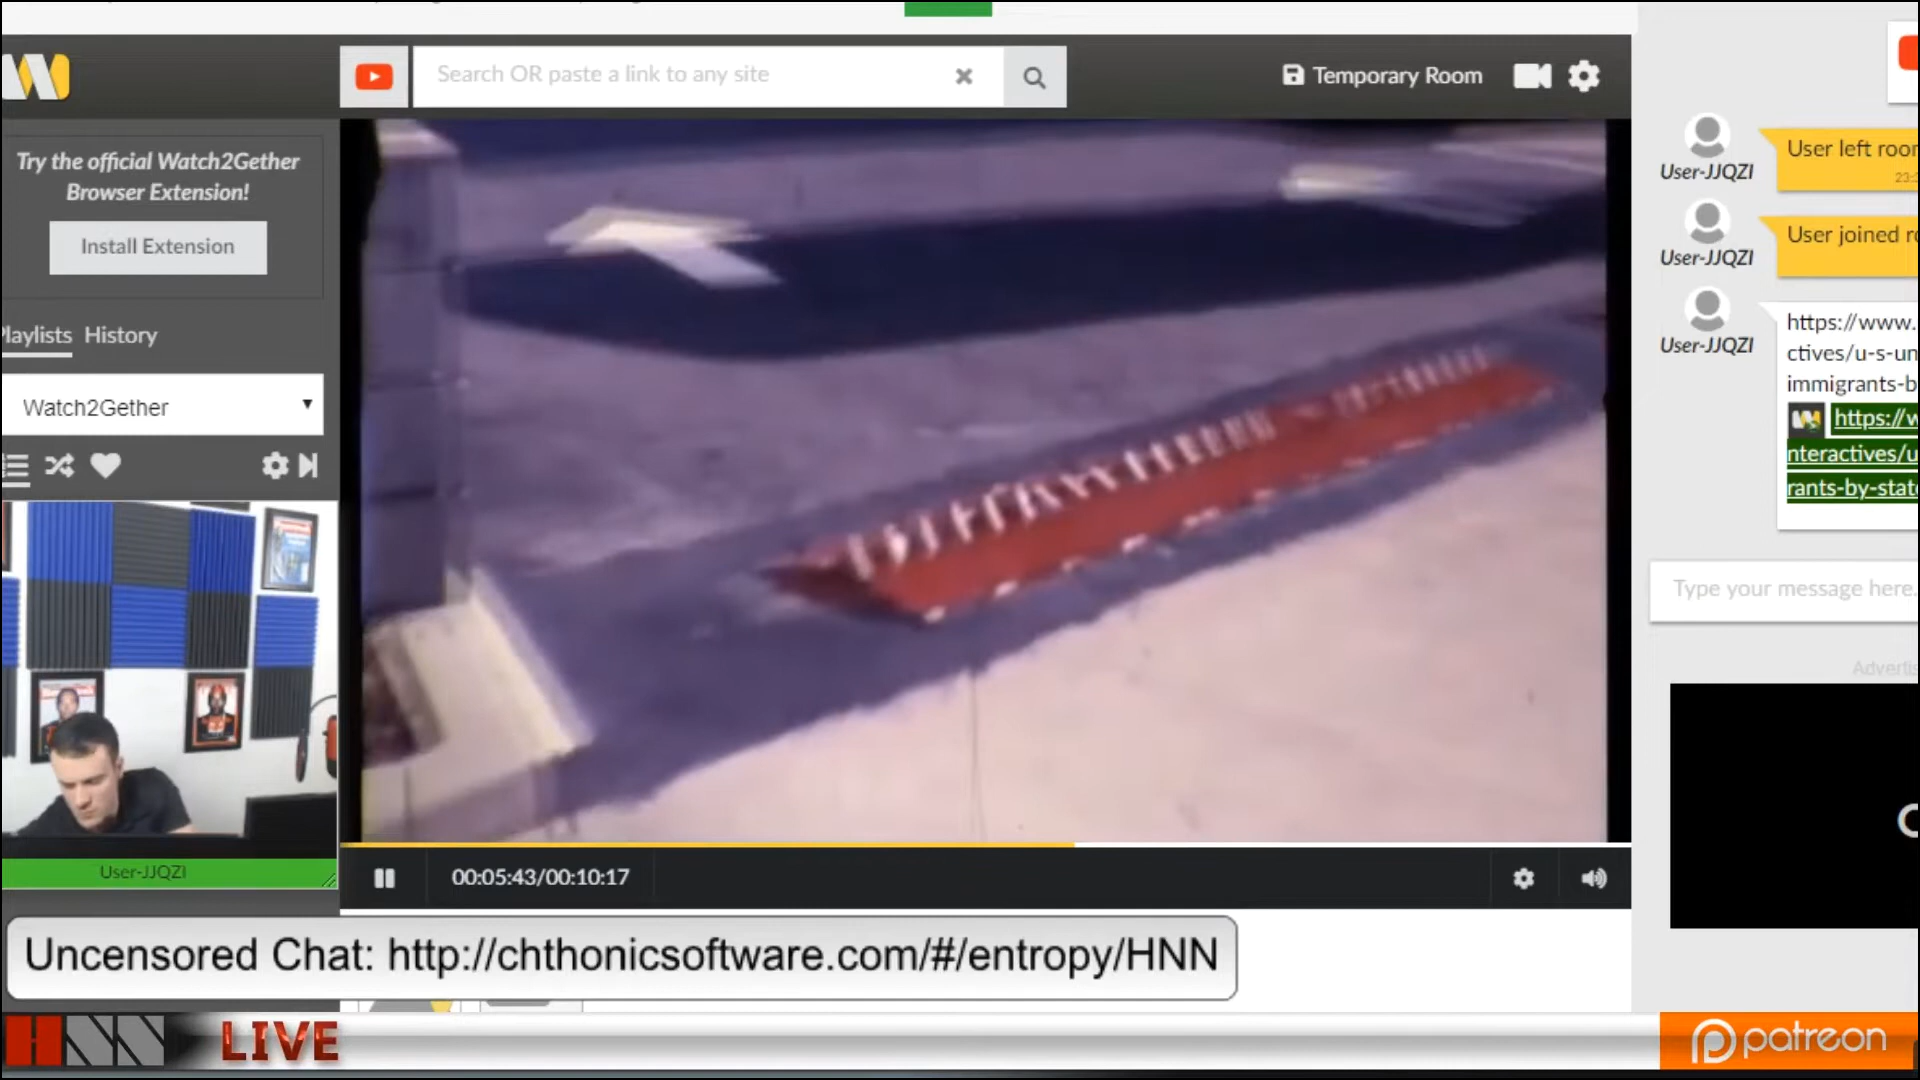 Search OR paste a link to any site
Temporary Room
Try the official Watch2Gether
Browser Extension!
Install Extension
History
Watch2Gether
User-JJQZI
00:05:43/00:10:17
User-JJQZI
User left
User-JJQZI
User joined
User-JJQZI
https://www.
ctives/u-s-un
immigrants-b
https://w
nteractives/u
rants-by-state
Type your message here.
Uncensored Chat: http://chthonicsoftware.com/#/entropy/HNN
HNN LIVE
patreon